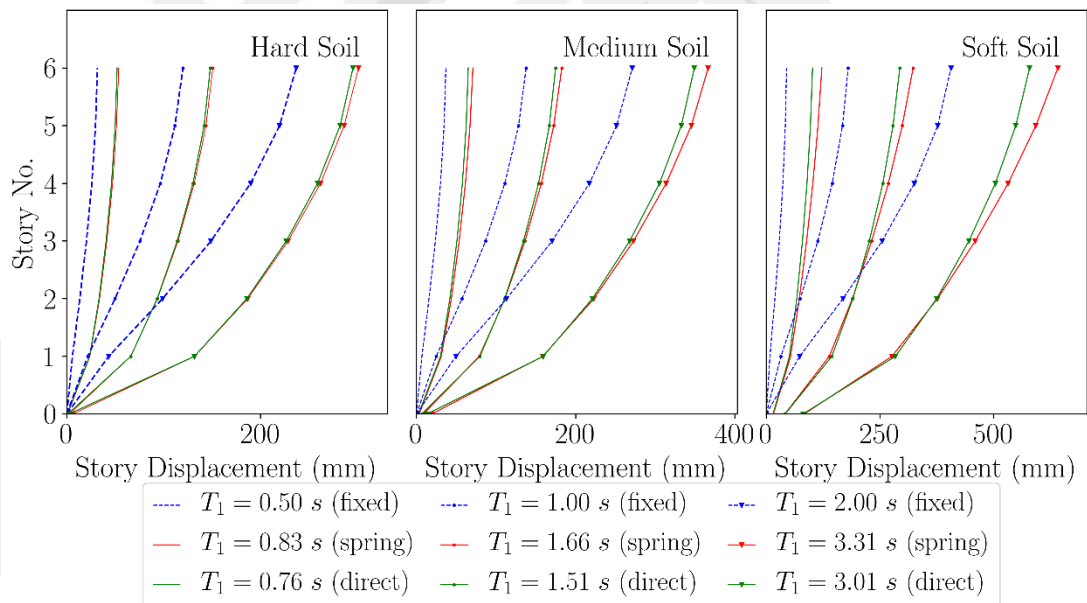 Hard Soil
Medium Soil
Soft Soil
6
5
4
3
2
1
0
Story No.
0 200
0 200 400
0 250 500
Story Displacement (mm)
Story Displacement (mm)
Story Displacement (mm)
T₁ = 0.50 s (fixed)
T₁ = 1.00 s (fixed)
T₁ = 2.00 s (fixed)
T₁ = 0.83 s (spring)
T₁ = 1.66 s (spring)
T₁ = 3.31 s (spring)
T₁ = 0.76 s (direct)
T₁ = 1.51 s (direct)
T₁ = 3.01 s (direct)